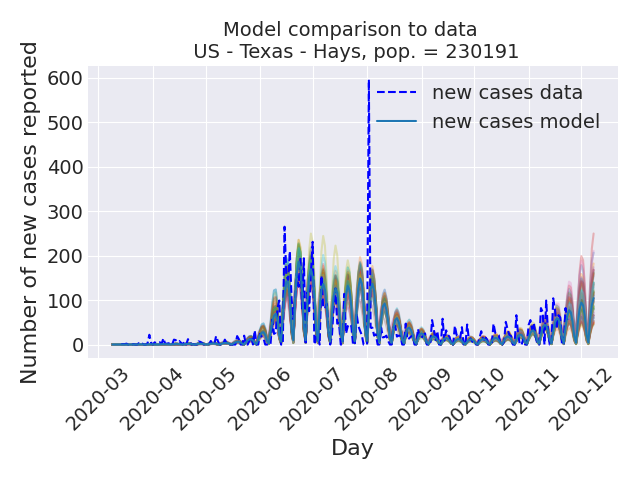 Model comparison to data
US - Texas - Hays, pop. = 230191
Number of new cases reported
600
500
400
300
200
100
0
new cases data
new cases model
2020-03
2020-04
2020-05
2020-06
2020-07
2020-08
2020-09
2020-10
2020-11
2020-12
Day